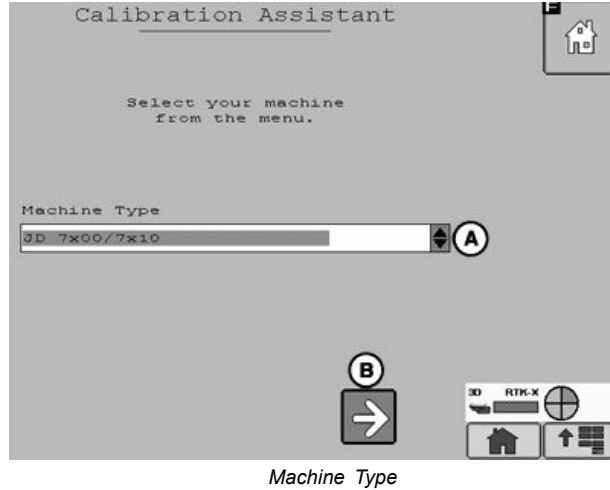 Calibration Assistant
F
Select your machine
from the menu.
Machine Type
JD 7x00/7x10
A
B
3D RTK-X
Machine Type